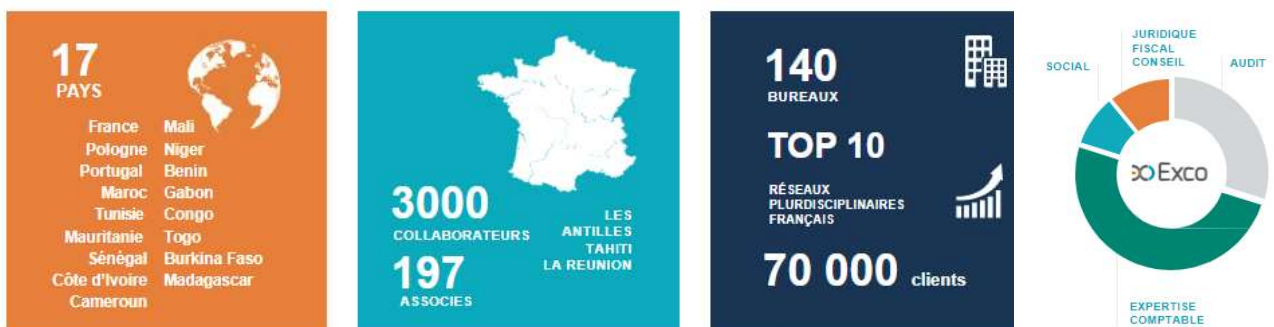 17
PAYS
France Mali
Pologne Niger
Portugal Benin
Maroc Gabon
Tunisie Congo
Mauritanie Togo
Sénégal Burkina Faso
Côte d'Ivoire Madagascar
Cameroun
3000
COLLABORATEURS
197
ASSOCIES
LES
ANTILLES
TAHITI
LA REUNION
140
BUREAUX
TOP 10
RÉSEAUX
PLURDISCIPLINAIRES
FRANÇAIS
70 000 clients
SOCIAL
JURIDIQUE
FISCAL
CONSEIL
AUDIT
Exco
EXPERTISE
COMPTABLE